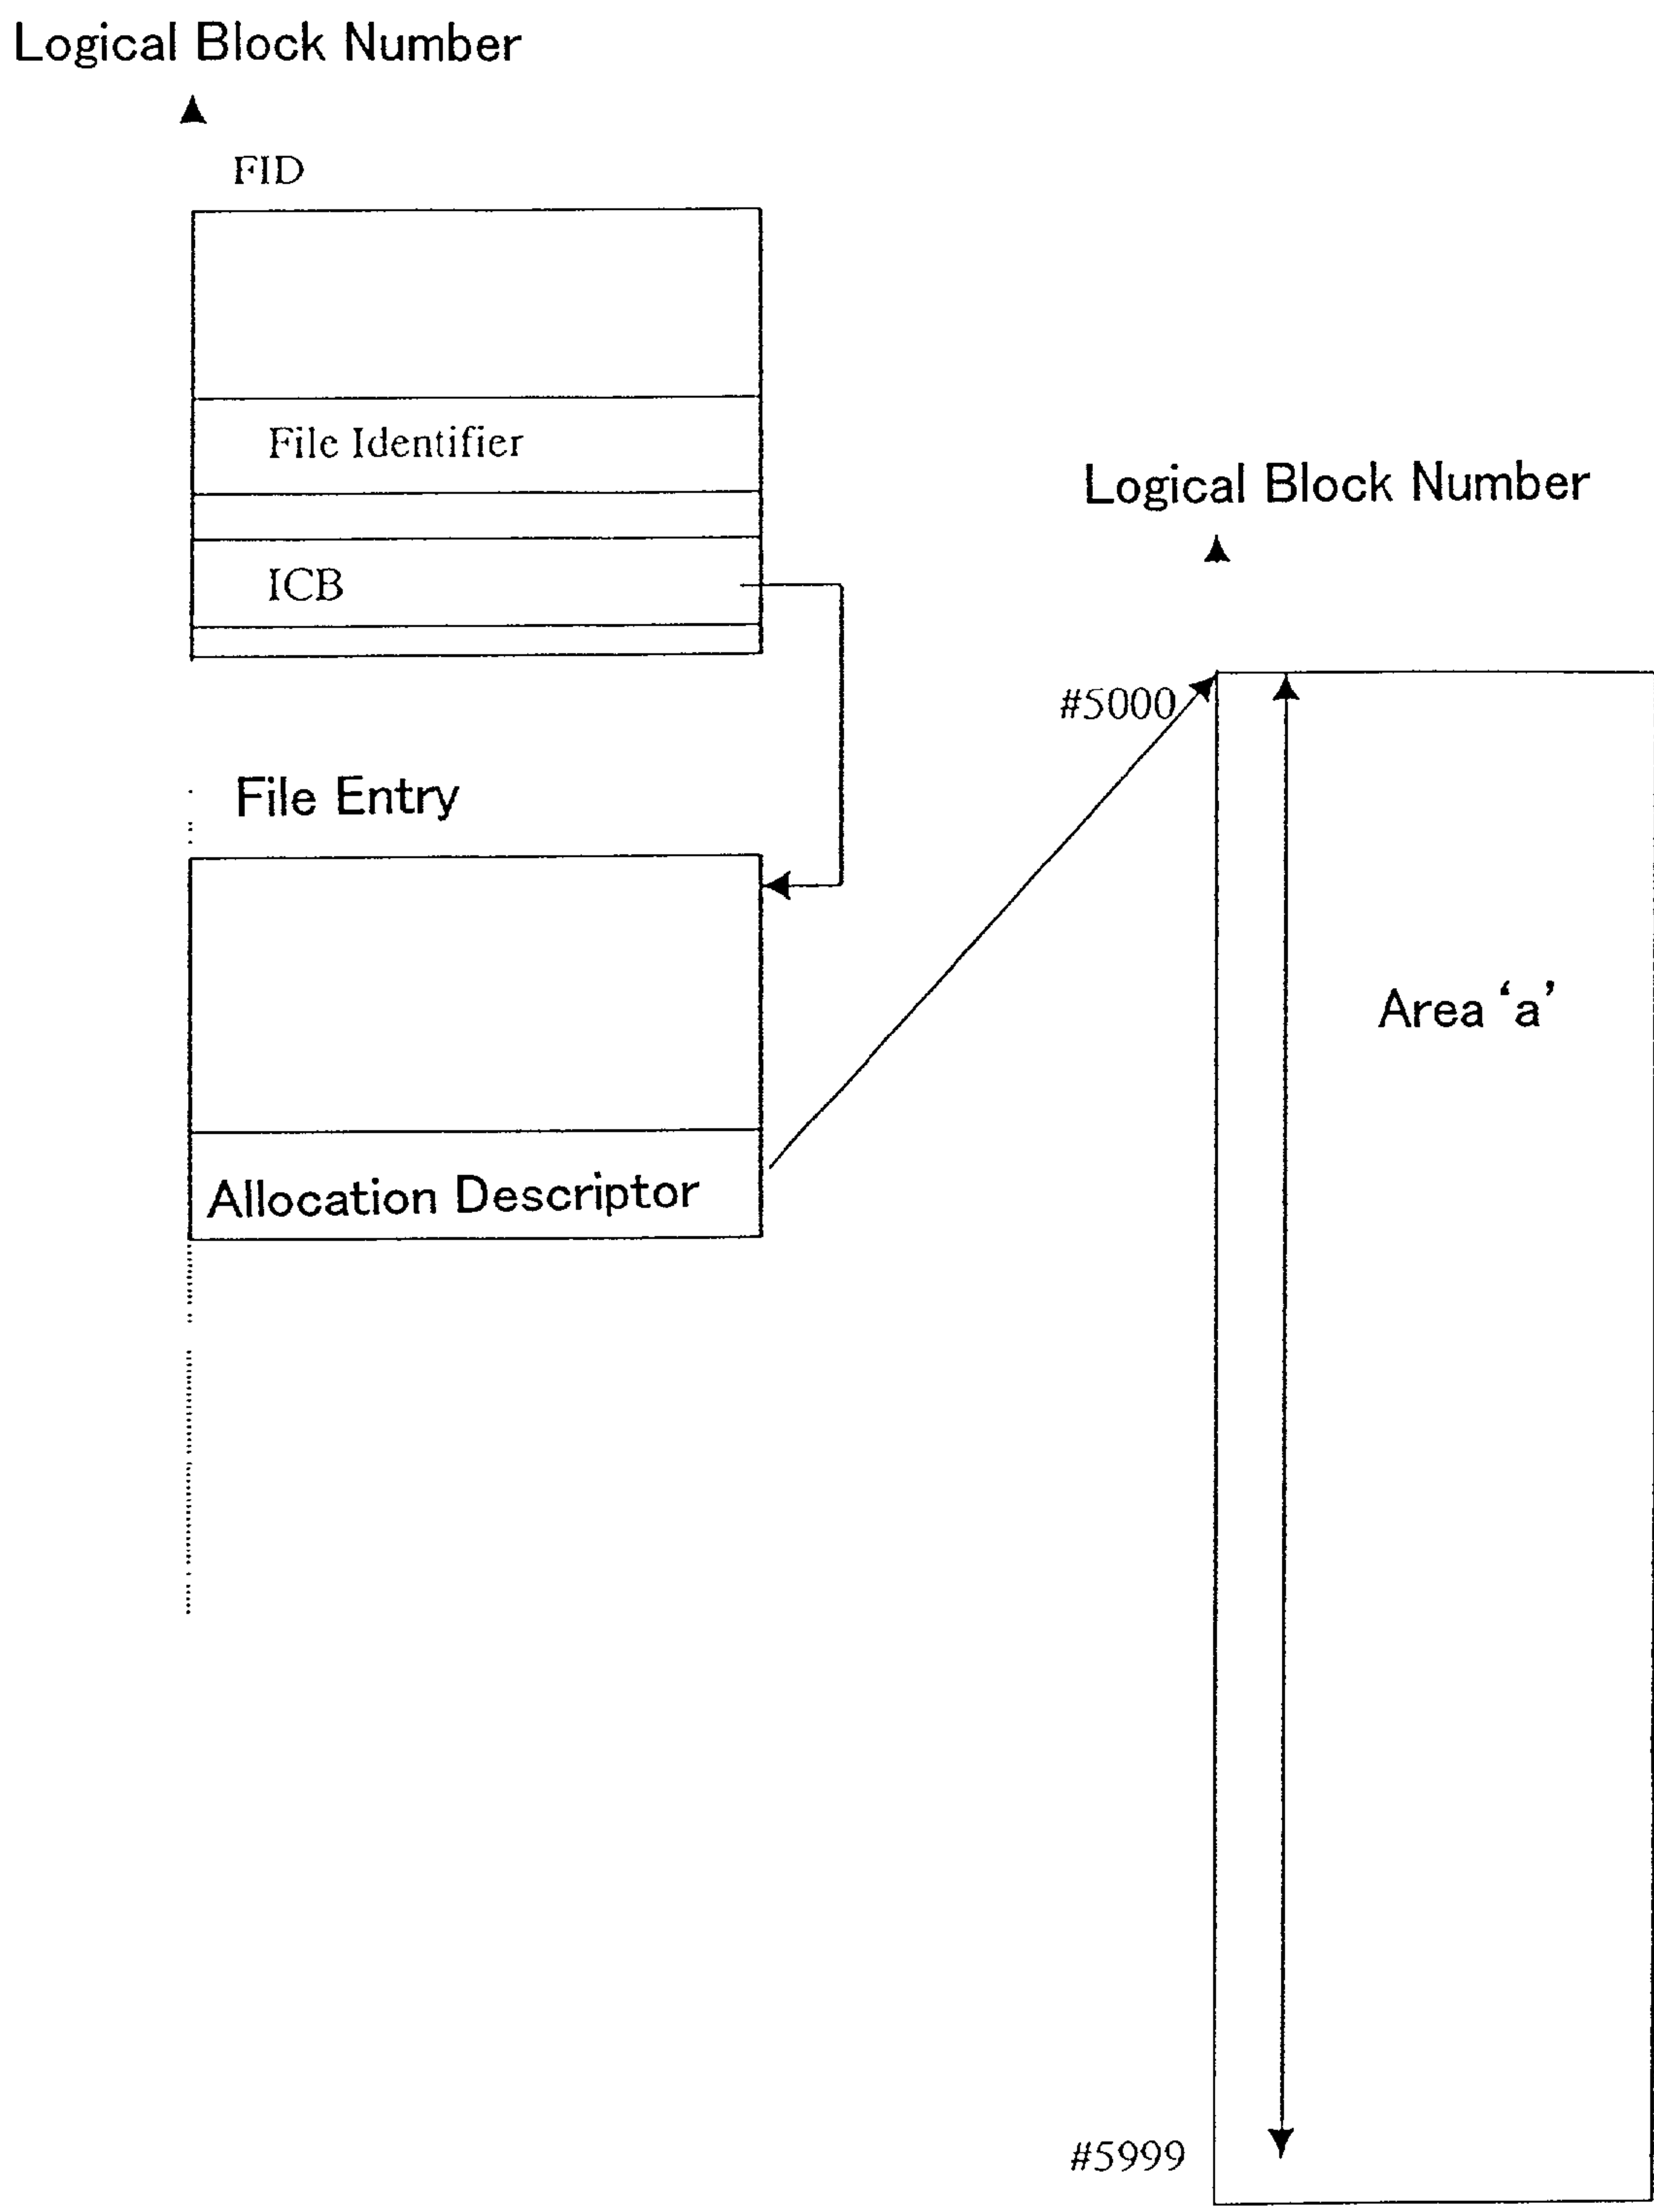 Logical Block Number
FID
File Identifier
ICB
File Entry
Allocation Descriptor
Logical Block Number
#5000
Area ‘a’
#5999